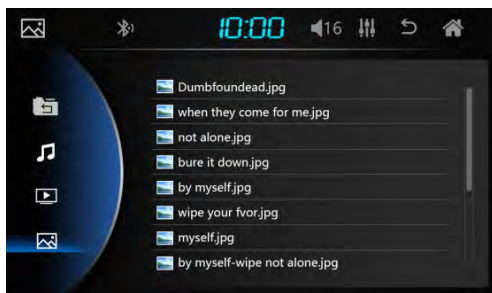 10:00 16
Dumbfoundead.jpg
when they come for me.jpg
not alone.jpg
bure it down.jpg
by myself.jpg
wipe your fvor.jpg
myself.jpg
by myself-wipe not alone.jpg